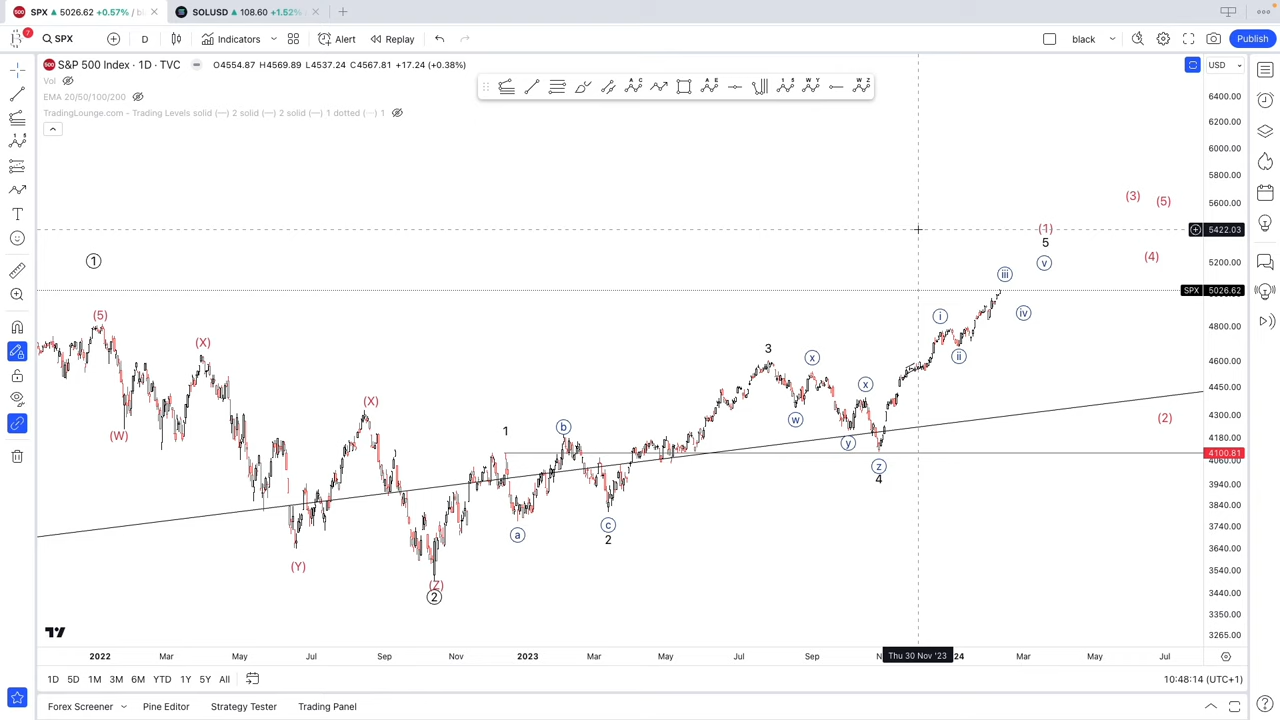 SPX ▲ 5026.62 +0.57% / bl
SOLUSD ▲ 108.60 +1.52%
7
SPX
D
Indicators
Alert
Replay
black
Publish
S&P 500 Index · 1D · TVC
O4554.87 H4569.89 L4537.24 C4567.81 +17.24 (+0.38%)
USD
Vol
EMA 20/50/100/200
TradingLounge.com - Trading Levels solid (—) 2 solid (—) 2 solid (—) 1 dotted (···) 1
6400.00
6200.00
6000.00
5800.00
5600.00
5422.03
5200.00
SPX 5026.62
4800.00
4600.00
4450.00
4300.00
4180.00
4100.81
4060.00
3940.00
3840.00
3740.00
3640.00
3540.00
3440.00
3350.00
3265.00
(3)
(5)
(1)
5
(4)
v
1
iii
iv
(5)
i
(X)
3
x
ii
x
(X)
w
(2)
(W)
1
b
y
z
4
a
c
2
(Y)
(Z)
2
2022
Mar
May
Jul
Sep
Nov
2023
Mar
May
Jul
Sep
Thu 30 Nov '23
24
Mar
May
Jul
1D 5D 1M 3M 6M YTD 1Y 5Y All
10:48:14 (UTC+1)
Forex Screener
Pine Editor
Strategy Tester
Trading Panel